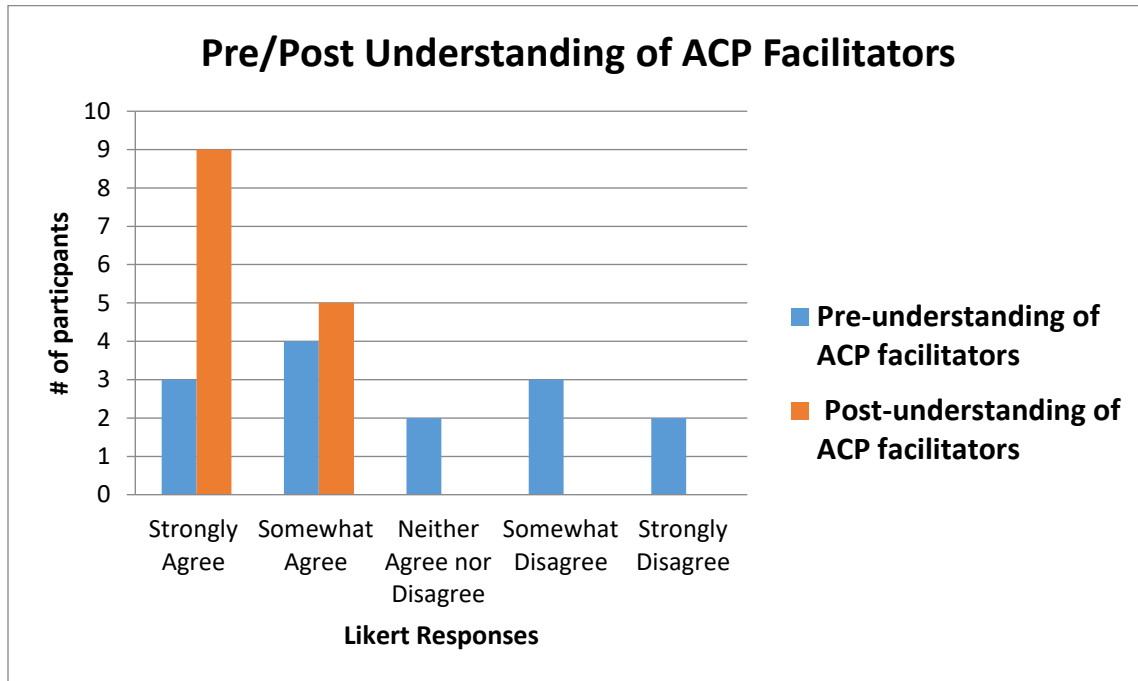 Pre/Post Understanding of ACP Facilitators
10
9
8
7
6
5
4
3
2
1
0
# of particpants
Strongly
Agree
Somewhat
Agree
Neither
Agree nor
Disagree
Somewhat
Disagree
Strongly
Disagree
Likert Responses
Pre-understanding of
ACP facilitators
Post-understanding of
ACP facilitators